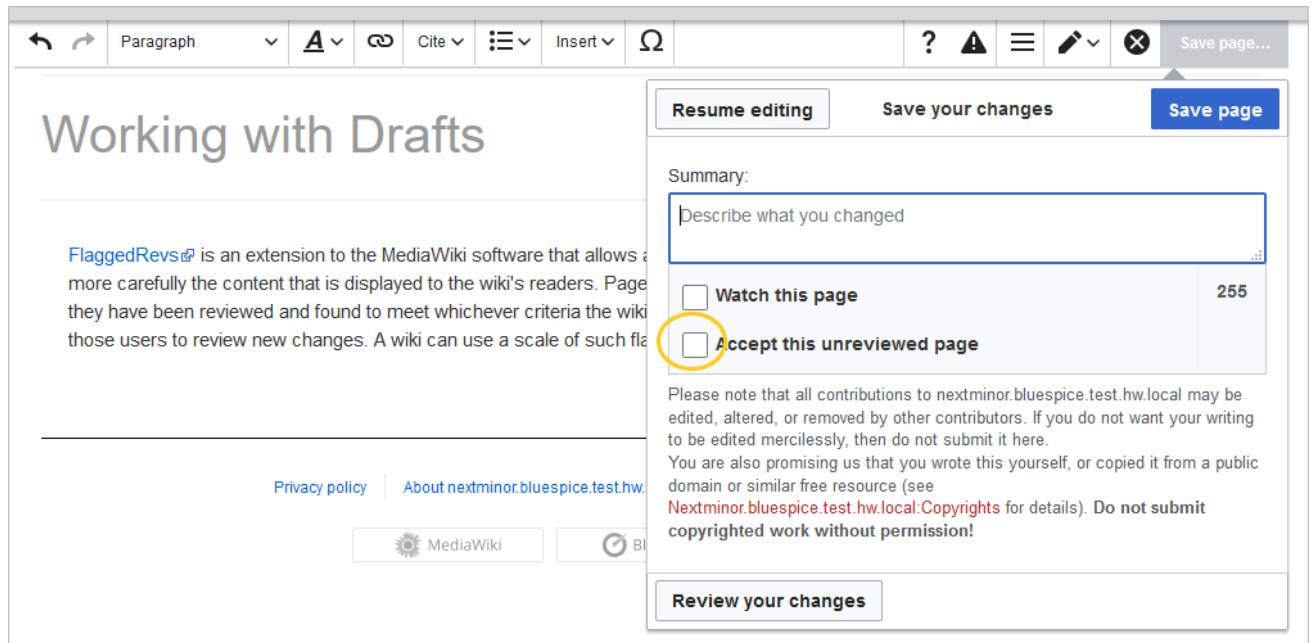 Paragraph A Cite Insert Ω ? Save page...
Working with Drafts
FlaggedRevs is an extension to the MediaWiki software that allows
more carefully the content that is displayed to the wiki's readers. Page
they have been reviewed and found to meet whichever criteria the wiki
those users to review new changes. A wiki can use a scale of such
Privacy policy About nextminor.bluespice.test.hw.
MediaWiki
Resume editing Save your changes Save page
Summary:
Describe what you changed
Watch this page 255
Accept this unreviewed page
Please note that all contributions to nextminor.bluespice.test.hw.local may be
edited, altered, or removed by other contributors. If you do not want your writing
to be edited mercilessly, then do not submit it here.
You are also promising us that you wrote this yourself, or copied it from a public
domain or similar free resource (see
Nextminor.bluespice.test.hw.local:Copyrights for details). Do not submit
copyrighted work without permission!
Review your changes